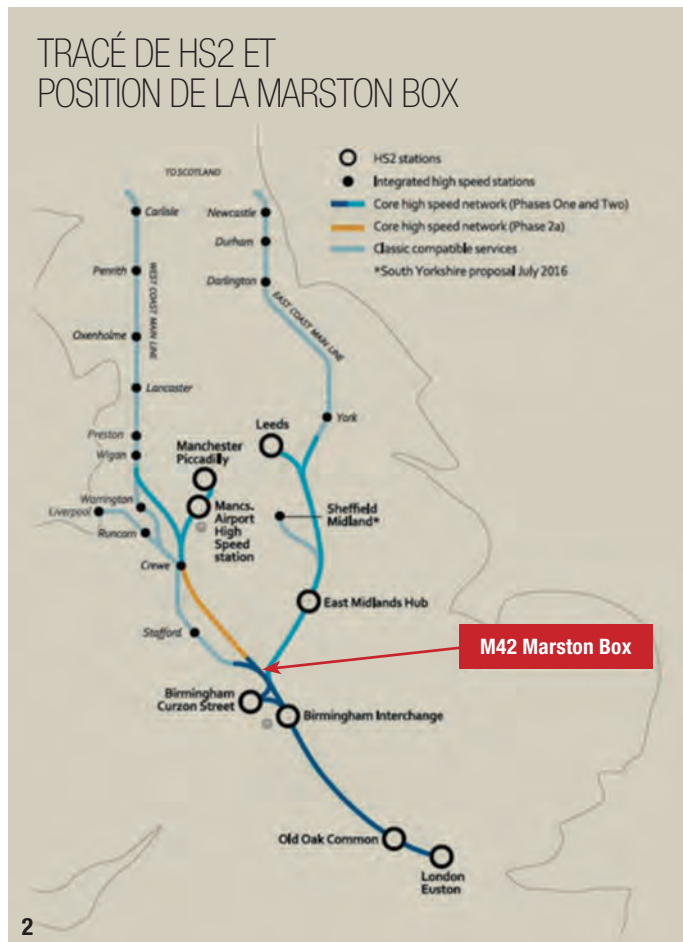 TRACÉ DE HS2 ET
POSITION DE LA MARSTON BOX
TO SCOTLAND
HS2 stations
Integrated high speed stations
Core high speed network (Phases One and Two)
Core high speed network (Phase 2a)
Classic compatible services
*South Yorkshire proposal July 2016
Carlisle
Newcastle
Durham
Penrith
WEST COAST MAIN LINE
Darlington
EAST COAST MAIN LINE
Oxenholme
Lancaster
York
Leeds
Preston
Manchester
Piccadilly
Wigan
Warrington
Liverpool
Mancs.
Airport
High
Speed
station
Sheffield
Midland*
Runcorn
Crewe
East Midlands Hub
Stafford
M42 Marston Box
Birmingham
Curzon Street
Birmingham Interchange
Old Oak Common
London
Euston
2